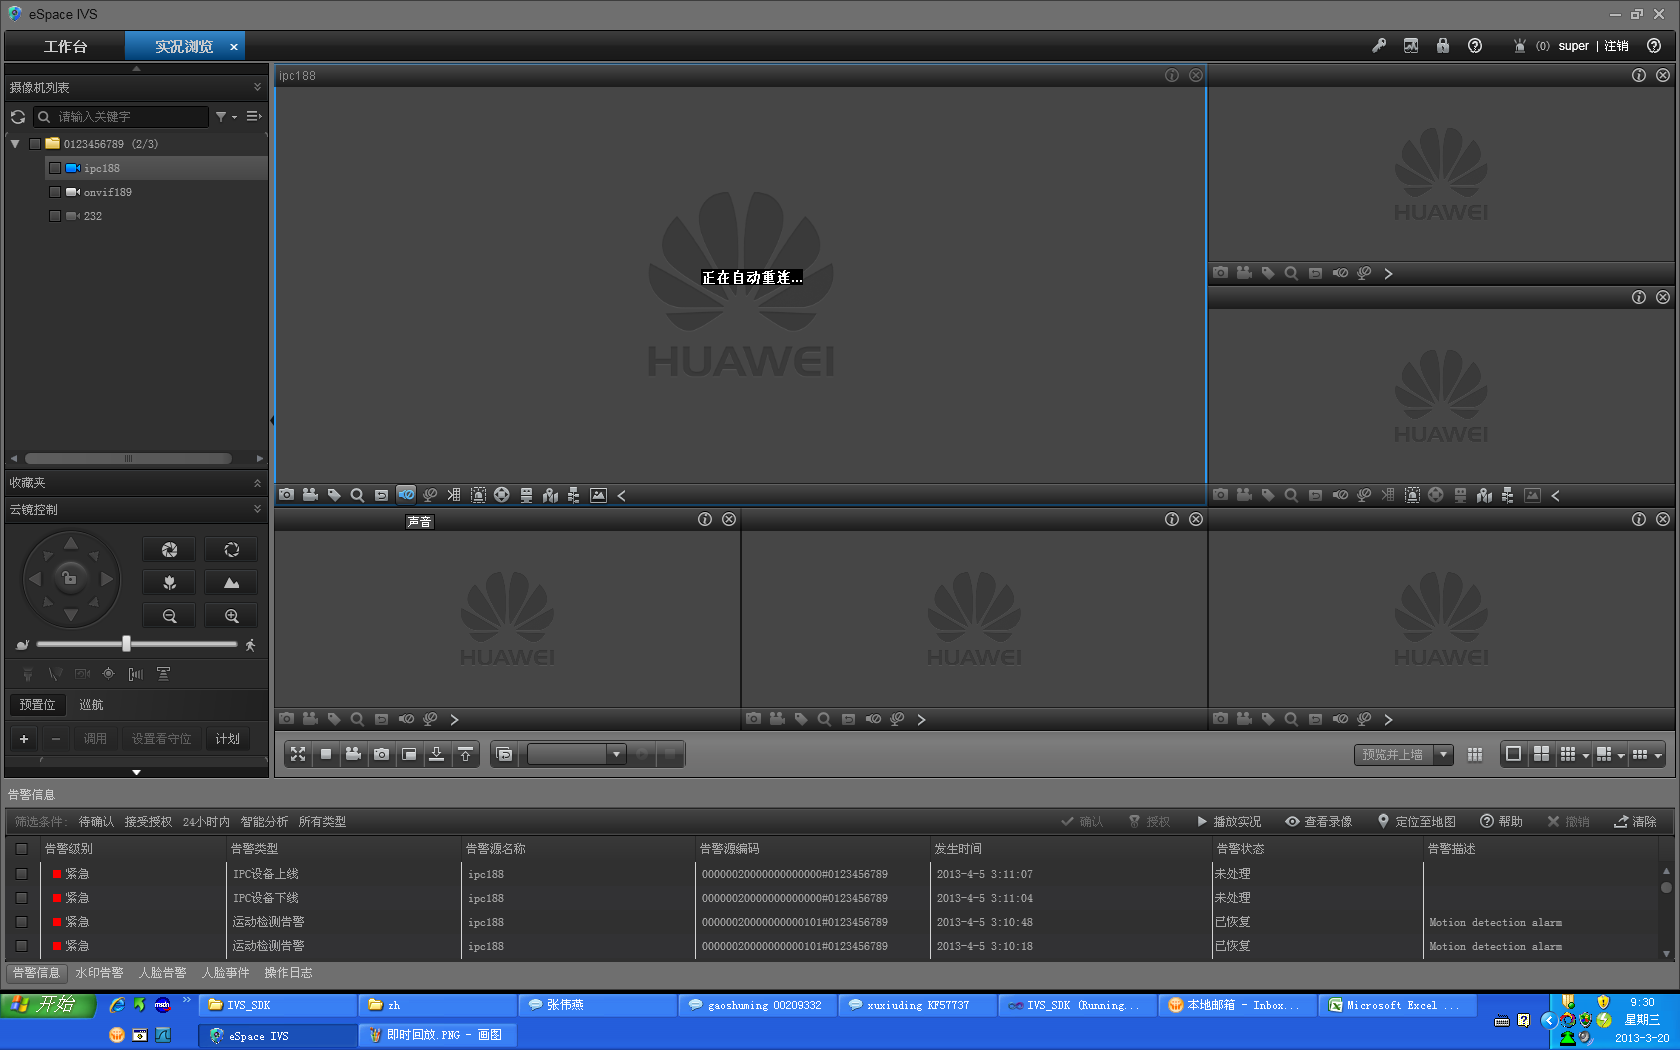 eSpace IVS
工作台 实况浏览 (0) super | 注销
摄像机列表
请输入关键字
0123456789 (2/3)
ipc188
onvif189
232
收藏夹
云镜控制
预置位 巡航
调用 设置看守位 计划
ipc188
正在自动重连...
HUAWEI
HUAWEI
HUAWEI
声音
HUAWEI
HUAWEI
HUAWEI
预览并上墙
告警信息
筛选条件: 待确认 接受授权 24小时内 智能分析 所有类型 确认 授权 播放实况 查看录像 定位至地图 帮助 撤销 清除
告警级别 告警类型 告警源名称 告警源编码 发生时间 告警状态 告警描述
紧急 IPC设备上线 ipc188 00000020000000000000#0123456789 2013-4-5 3:11:07 未处理
紧急 IPC设备下线 ipc188 00000020000000000000#0123456789 2013-4-5 3:11:04 未处理
紧急 运动检测告警 ipc188 00000020000000000101#0123456789 2013-4-5 3:10:48 已恢复 Motion detection alarm
紧急 运动检测告警 ipc188 00000020000000000101#0123456789 2013-4-5 3:10:18 已恢复 Motion detection alarm
告警信息 水印告警 人脸告警 人脸事件 操作日志
开始 msdn IVS_SDK zh 张伟燕 gaoshuming 00209332 xuxiuding KF57737 IVS_SDK (Running... 本地邮箱 - Inbox... Microsoft Excel ... 9:30
星期三
eSpace IVS 即时回放.PNG - 画图 2013-3-20